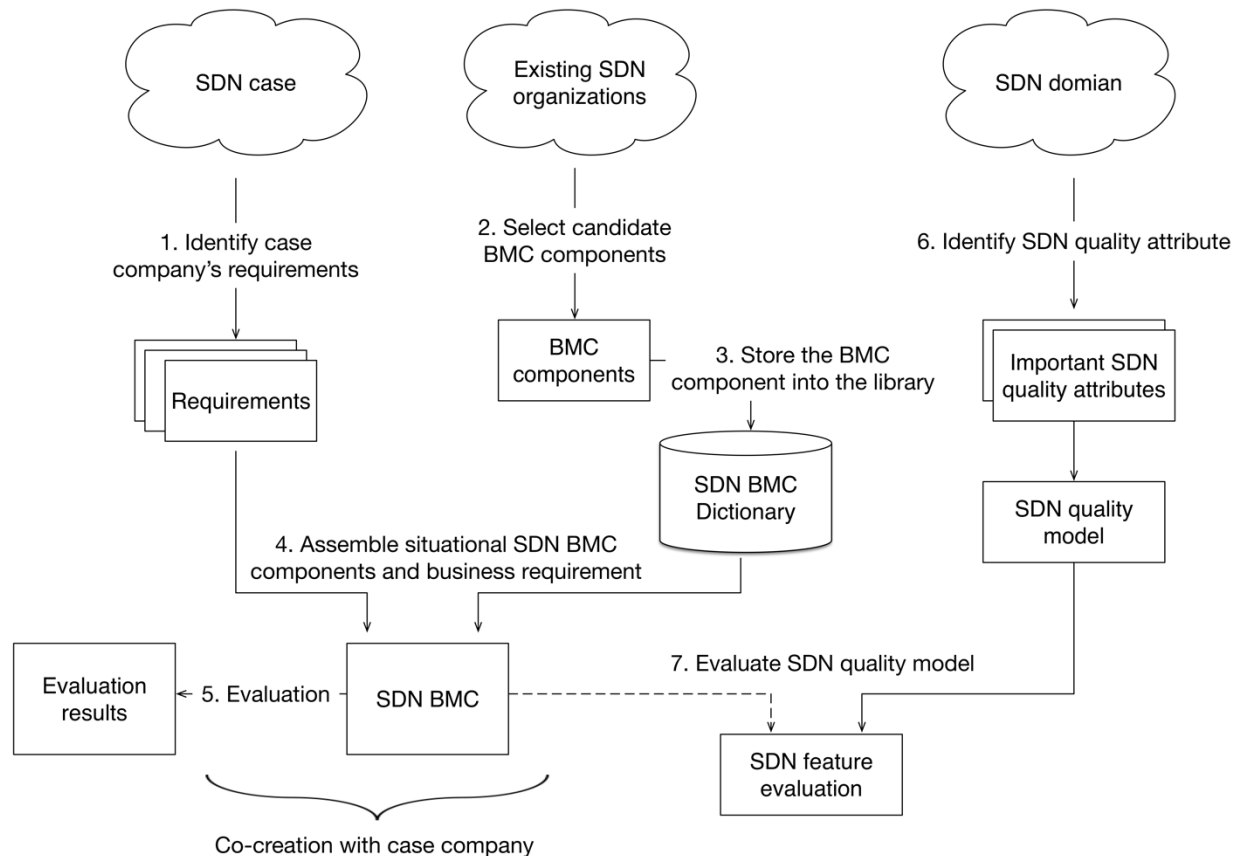 SDN case
Existing SDN
organizations
SDN domian
1. Identify case
company's requirements
2. Select candidate
BMC components
6. Identify SDN quality attribute
BMC
components
3. Store the BMC
component into the library
Important SDN
quality attributes
Requirements
SDN BMC
Dictionary
SDN quality
model
4. Assemble situational SDN BMC
components and business requirement
Evaluation
results
5. Evaluation
SDN BMC
7. Evaluate SDN quality model
SDN feature
evaluation
Co-creation with case company